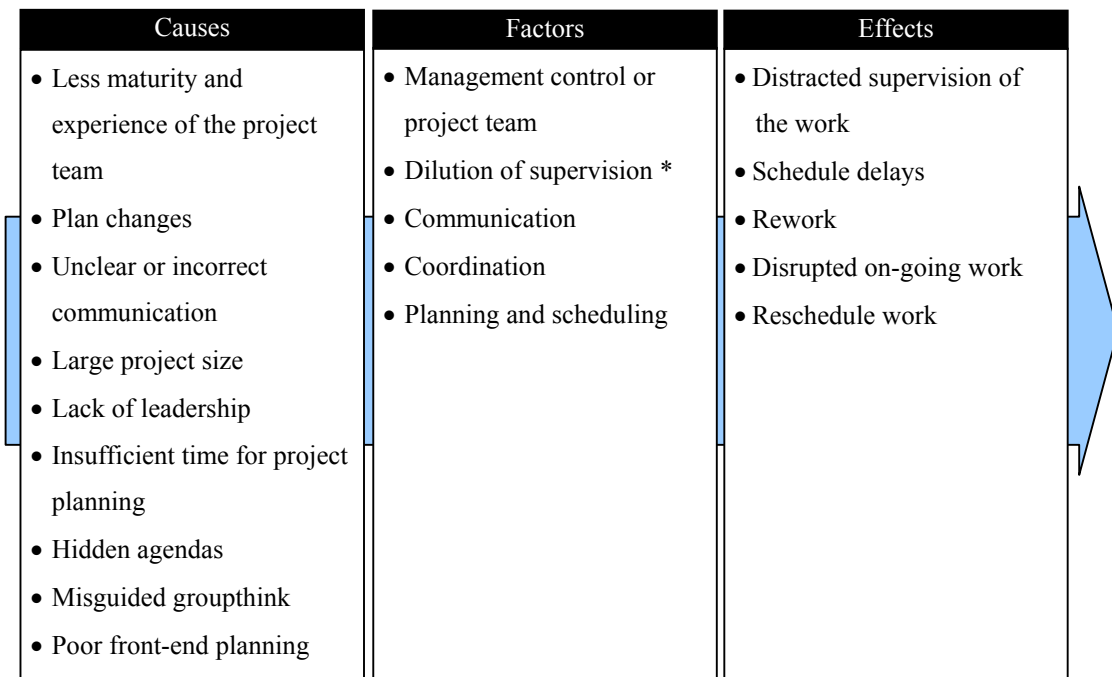 Causes
• Less maturity and
experience of the project
team
• Plan changes
• Unclear or incorrect
communication
• Large project size
• Lack of leadership
• Insufficient time for project
planning
• Hidden agendas
• Misguided groupthink
• Poor front-end planning
Factors
• Management control or
project team
• Dilution of supervision *
• Communication
• Coordination
• Planning and scheduling
Effects
• Distracted supervision of
the work
• Schedule delays
• Rework
• Disrupted on-going work
• Reschedule work